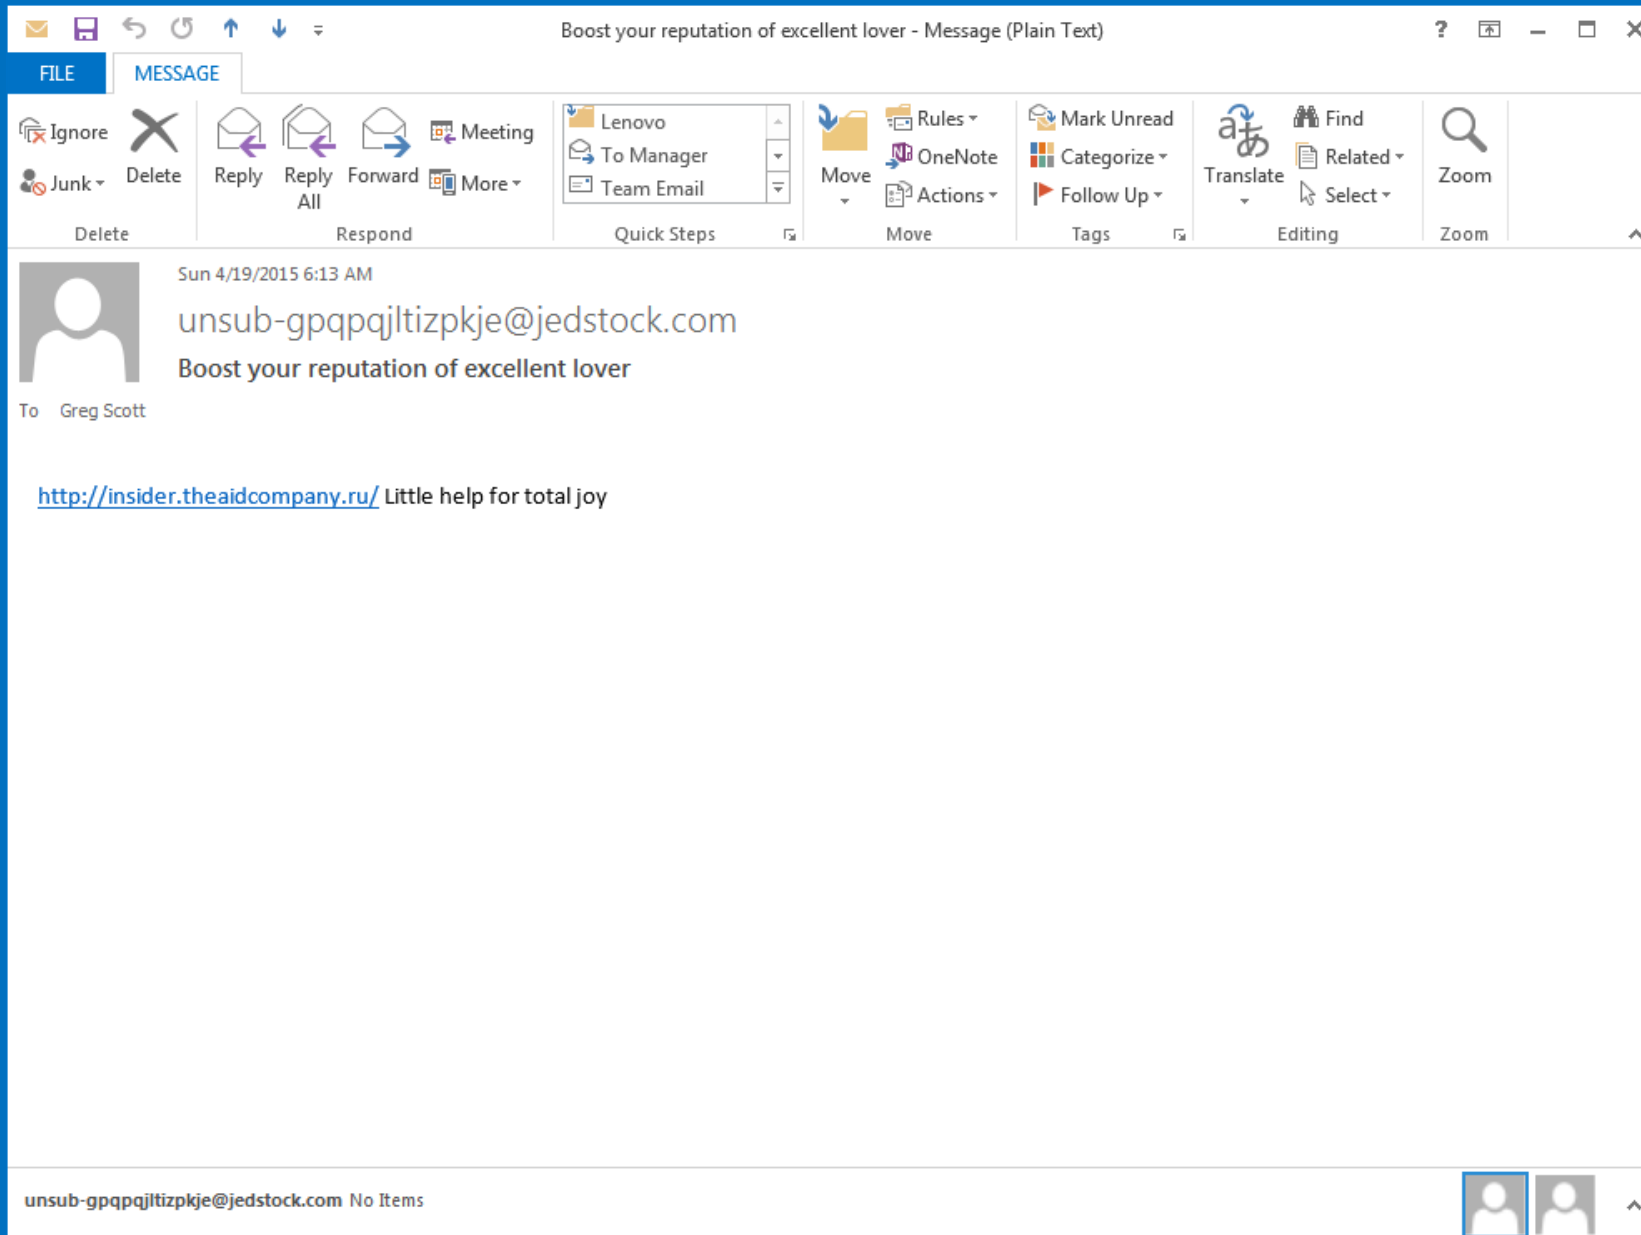 Boost your reputation of excellent lover - Message (Plain Text)
?
FILE MESSAGE
Ignore
Junk
Delete
Delete
Reply
Reply All
Forward
Meeting
More
Respond
Lenovo
To Manager
Team Email
Quick Steps
Move
Rules
OneNote
Actions
Move
Mark Unread
Categorize
Follow Up
Tags
Translate
Find
Related
Select
Editing
Zoom
Zoom
Sun 4/19/2015 6:13 AM
unsub-gpqpqjltizpkje@jedstock.com
Boost your reputation of excellent lover
To Greg Scott
http://insider.theaidcompany.ru/ Little help for total joy
unsub-gpqpqjltizpkje@jedstock.com No Items